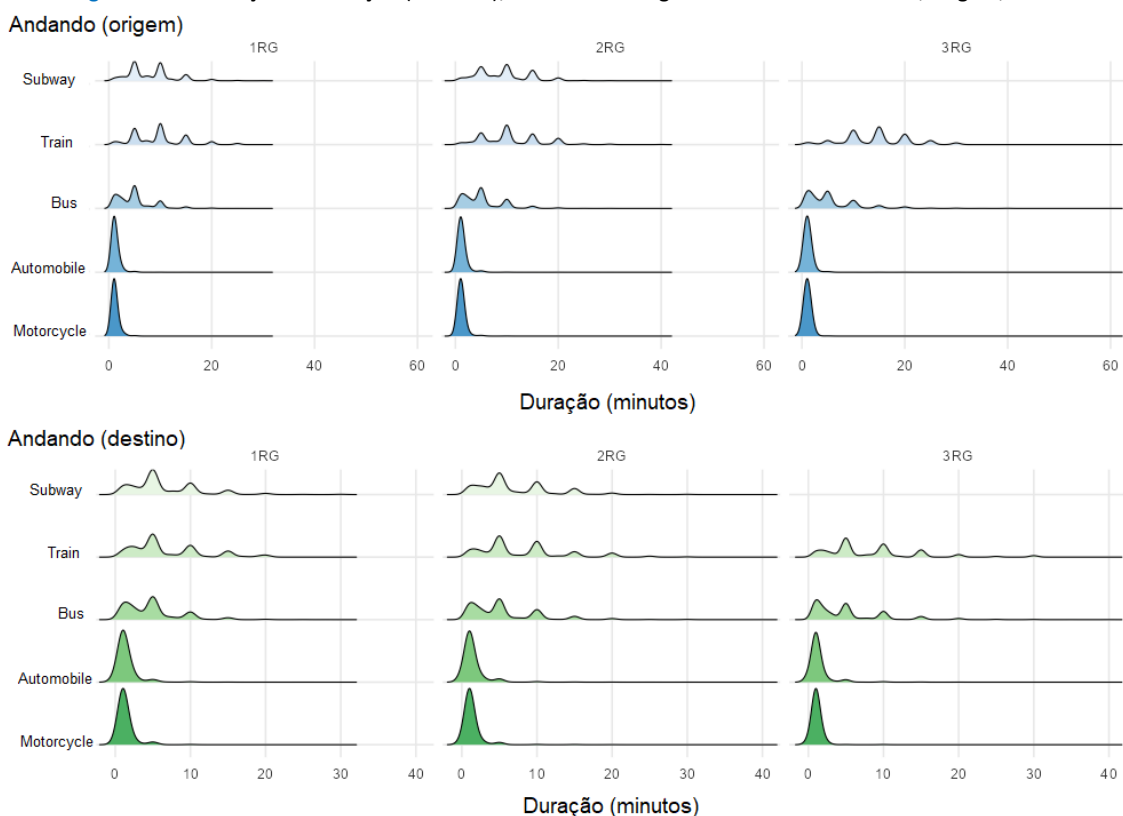 Andando (origem)
1RG 2RG 3RG
Subway
Train
Bus
Automobile
Motorcycle
0 20 40 60 0 20 40 60 0 20 40 60
Duração (minutos)
Andando (destino)
1RG 2RG 3RG
Subway
Train
Bus
Automobile
Motorcycle
0 10 20 30 40 0 10 20 30 40 0 10 20 30 40
Duração (minutos)